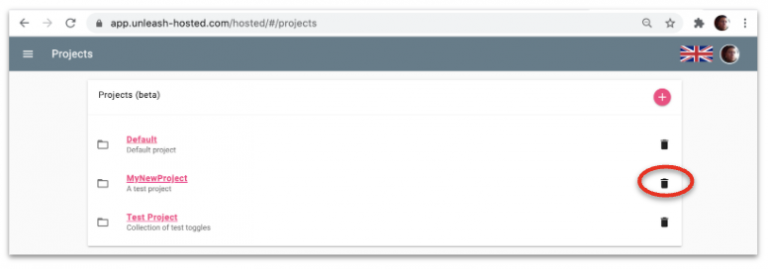 app.unleash-hosted.com/hosted/#/projects
Projects
Projects (beta)
Default
Default project
MyNewProject
A test project
Test Project
Collection of test toggles